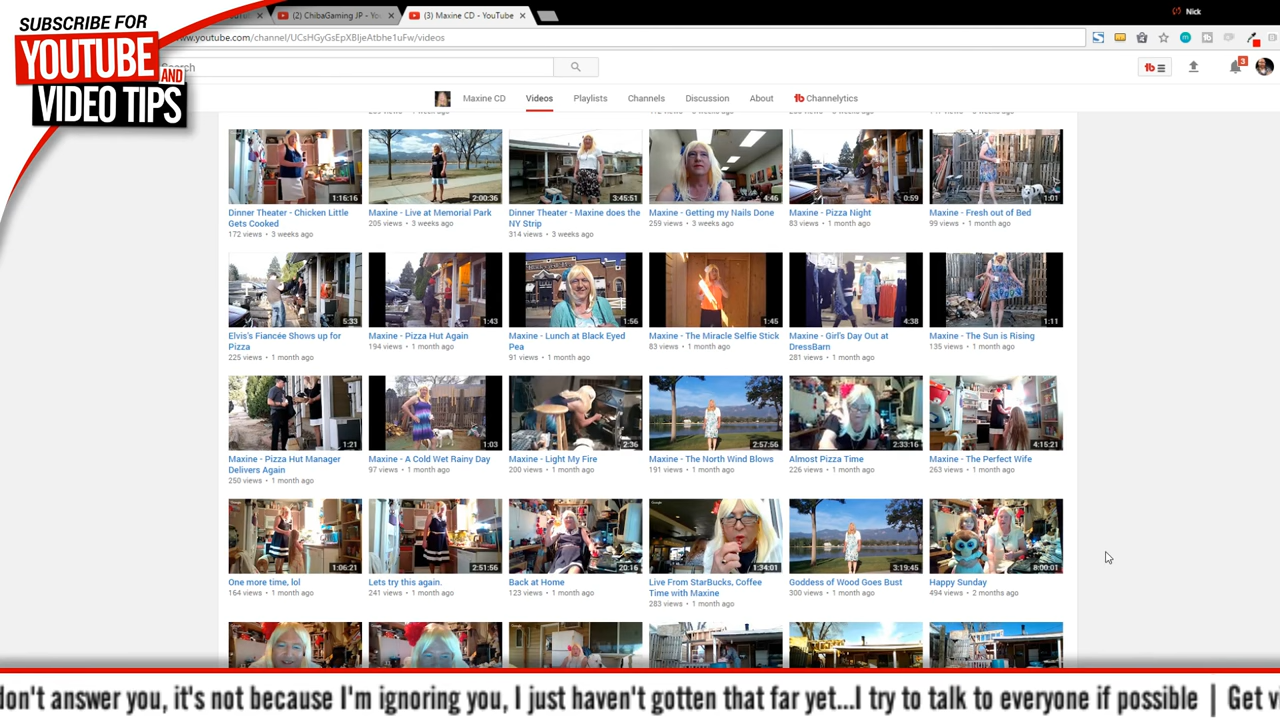 SUBSCRIBE FOR
YOUTUBE
AND
VIDEO TIPS
(2) ChibaGaming JP - Yo
(3) Maxine CD - YouTube
Nick
.youtube.com/channel/UCsHGyGsEpXBljeAtbhe1uFw/videos
Search
3
Maxine CD Videos Playlists Channels Discussion About Channelytics
1:16:16 2:00:36 3:45:51 4:46 0:59 1:01
Dinner Theater - Chicken Little Gets Cooked
172 views • 3 weeks ago
Maxine - Live at Memorial Park
205 views • 3 weeks ago
Dinner Theater - Maxine does the NY Strip
314 views • 3 weeks ago
Maxine - Getting my Nails Done
259 views • 3 weeks ago
Maxine - Pizza Night
83 views • 1 month ago
Maxine - Fresh out of Bed
99 views • 1 month ago
5:33 1:43 1:56 1:45 4:38 1:11
Elvis's Fiancée Shows up for Pizza
225 views • 1 month ago
Maxine - Pizza Hut Again
194 views • 1 month ago
Maxine - Lunch at Black Eyed Pea
91 views • 1 month ago
Maxine - The Miracle Selfie Stick
83 views • 1 month ago
Maxine - Girl's Day Out at DressBarn
281 views • 1 month ago
Maxine - The Sun is Rising
135 views • 1 month ago
1:21 1:03 2:36 2:57:56 2:33:16 4:15:21
Maxine - Pizza Hut Manager Delivers Again
250 views • 1 month ago
Maxine - A Cold Wet Rainy Day
97 views • 1 month ago
Maxine - Light My Fire
200 views • 1 month ago
Maxine - The North Wind Blows
191 views • 1 month ago
Almost Pizza Time
226 views • 1 month ago
Maxine - The Perfect Wife
263 views • 1 month ago
1:06:21 2:51:56 20:16 1:34:01 3:19:45 8:00:01
One more time, lol
164 views • 1 month ago
Lets try this again.
241 views • 1 month ago
Back at Home
123 views • 1 month ago
Live From StarBucks, Coffee Time with Maxine
283 views • 1 month ago
Goddess of Wood Goes Bust
300 views • 1 month ago
Happy Sunday
494 views • 2 months ago
don't answer you, it's not because I'm ignoring you, I just haven't gotten that far yet...I try to talk to everyone if possible | Get v